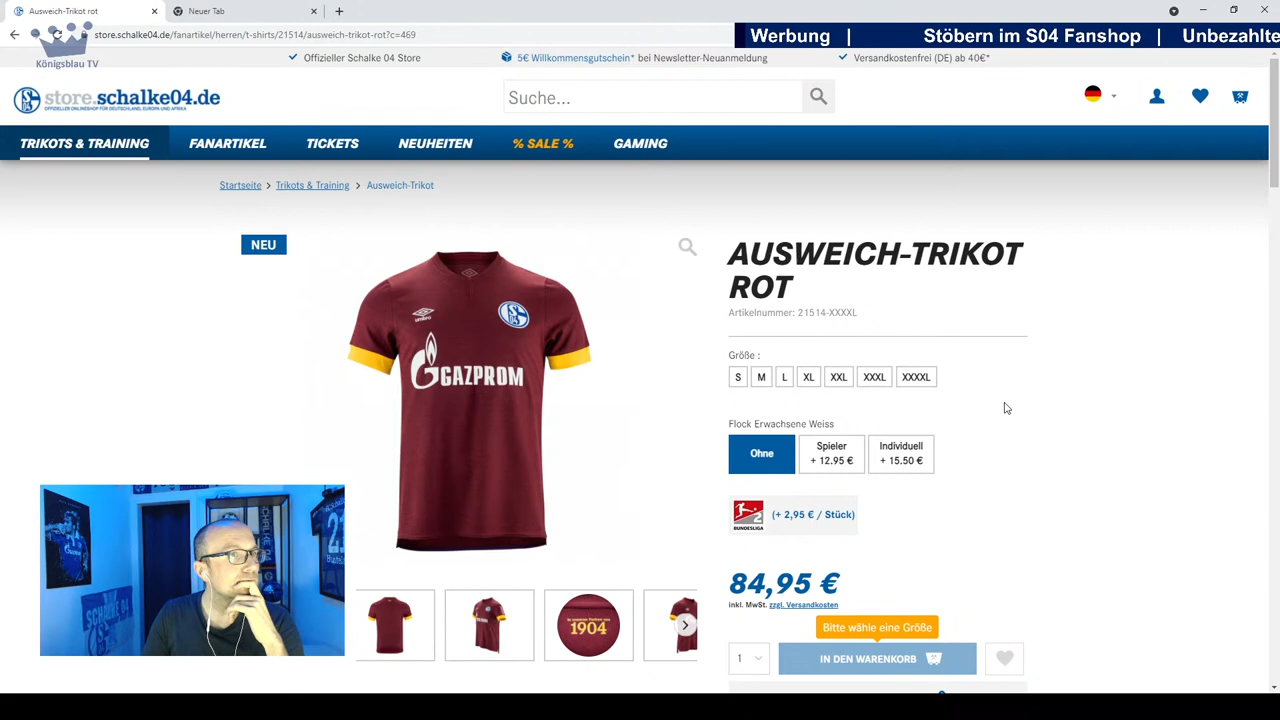 Ausweich-Trikot rot
Neuer Tab
store.schalke04.de/fanartikel/herren/t-shirts/21514/ausweich-trikot-rot?c=469
Werbung | Stöbern im S04 Fanshop | Unbezahlte
Königsblau TV
Offizieller Schalke 04 Store
5€ Willkommensgutschein* bei Newsletter-Neuanmeldung
Versandkostenfrei (DE) ab 40€*
store.schalke04.de
OFFIZIELLER ONLINESHOP FÜR DEUTSCHLAND, EUROPA UND AFRIKA
Suche...
TRIKOTS & TRAINING
FANARTIKEL
TICKETS
NEUHEITEN
% SALE %
GAMING
Startseite > Trikots & Training > Ausweich-Trikot
NEU
umbro
GAZPROM
AUSWEICH-TRIKOT
ROT
Artikelnummer: 21514-XXXXL
Größe :
S M L XL XXL XXXL XXXXL
Flock Erwachsene Weiss
Ohne
Spieler
+ 12.95 €
Individuell
+ 15.50 €
2
BUNDESLIGA
(+ 2,95 € / Stück)
84,95 €
inkl. MwSt. zzgl. Versandkosten
Bitte wähle eine Größe
1
IN DEN WARENKORB
1904
SCHALKE 04